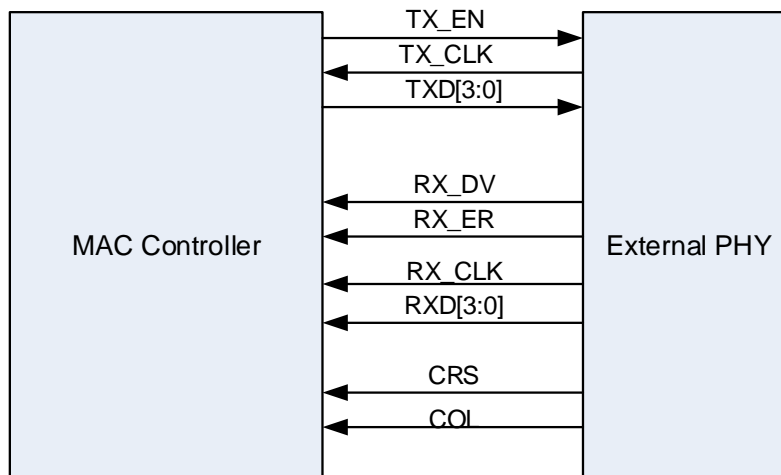 TX_EN
TX_CLK
TXD[3:0]
RX_DV
RX_ER
MAC Controller
External PHY
RX_CLK
RXD[3:0]
CRS
COL